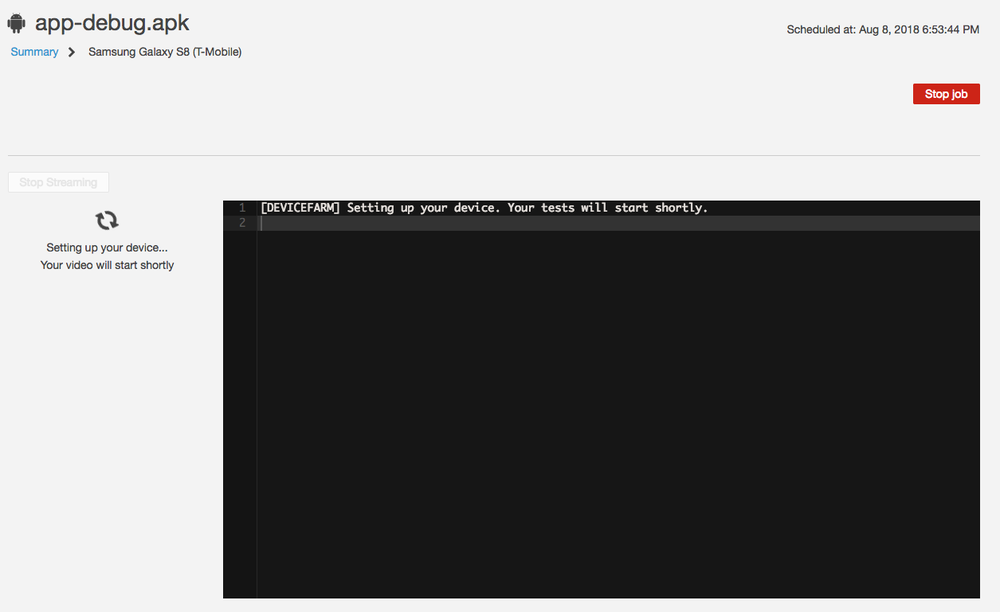 app-debug.apk
Scheduled at: Aug 8, 2018 6:53:44 PM
Summary Samsung Galaxy S8 (T-Mobile)
Stop job
Stop Streaming
Setting up your device...
Your video will start shortly
1 [DEVICEFARM] Setting up your device. Your tests will start shortly.
2